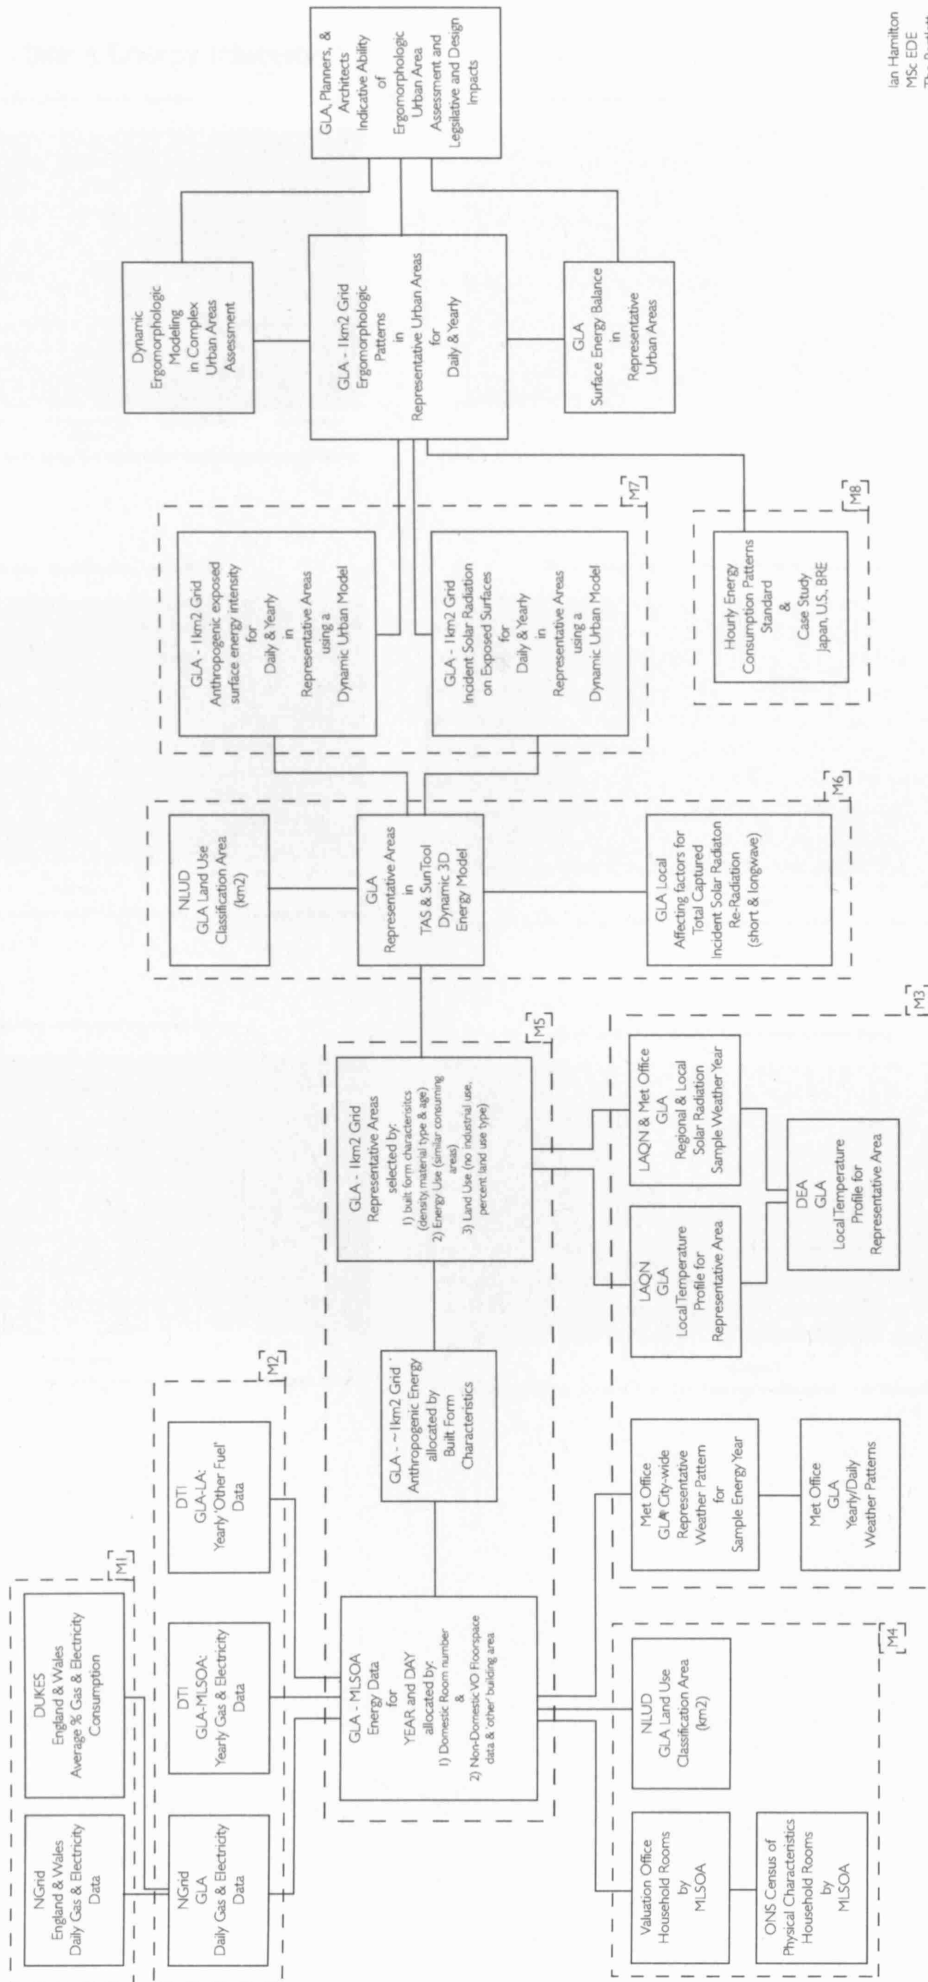 NGrid
England & Wales
Daily Gas & Electricity
Data
DUKES
England & Wales
Average % Gas & Electricity
Consumption
M1
NGrid
GLA
Daily Gas & Electricity
Data
DTI
GLA-MLSOA:
Yearly Gas & Electricity
Data
DTI
GLA-LA:
Yearly 'Other Fuel'
Data
M2
GLA - MLSOA
Energy Data
for
YEAR and DAY
allocated by:
1) Domestic Room number
&
2) Non-Domestic VO Floorspace
data & 'other' building area
GLA - ~1km2 Grid
Anthropogenic Energy
allocated by
Built Form
Characteristics
GLA - 1km2 Grid
Representative Areas
selected by:
1) built form characterisitcs
(density, material type & age)
2) Energy Use (similar consuming
areas)
3) Land Use (no industrial use,
percent land use type)
M5
Valuation Office
Household Rooms
by
MLSOA
ONS Census of
Physical Characteristics
Household Rooms
by
MLSOA
NLUD
GLA Land Use
Classification Area
(km2)
M4
Met Office
GLA City-wide
Representative
Weather Pattern
for
Sample Energy Year
Met Office
GLA
Yearly/Daily
Weather Patterns
LAQN
GLA
Local Temperature
Profile for
Representative Area
LAQN & Met Office
GLA
Regional & Local
Solar Radiation
Sample Weather Year
DEA
GLA
Local Temperature
Profile for
Representative Area
M3
NLUD
GLA Land Use
Classification Area
(km2)
GLA
Representative Areas
in
TAS & SunTool
Dynamic 3D
Energy Model
GLA Local
Affecting factors for
Total Captured
Incident Solar Radiaton
Re-Radiation
(short & longwave)
M6
GLA - 1km2 Grid
Anthropogenic exposed
surface energy intensity
for
Daily & Yearly
in
Representative Areas
using a
Dynamic Urban Model
GLA - 1km2 Grid
Incident Solar Radiation
on Exposed Surfaces
for
Daily & Yearly
in
Representative Areas
using a
Dynamic Urban Model
M7
Hourly Energy
Consumption Patterns
Standard
&
Case Study
Japan, U.S., BRE
M8
Dynamic
Ergomorphologic
Modeling
in Complex
Urban Areas
Assessment
GLA - 1km2 Grid
Ergomorphologic
Patterns
in
Representative Urban Areas
for
Daily & Yearly
GLA
Surface Energy Balance
in
Representative
Urban Areas
GLA, Planners, &
Architects
Indicative Ability
of
Ergomorphologic
Urban Area
Assessment and
Legsilative and Design
Impacts
Ian Hamilton
MSc EDE